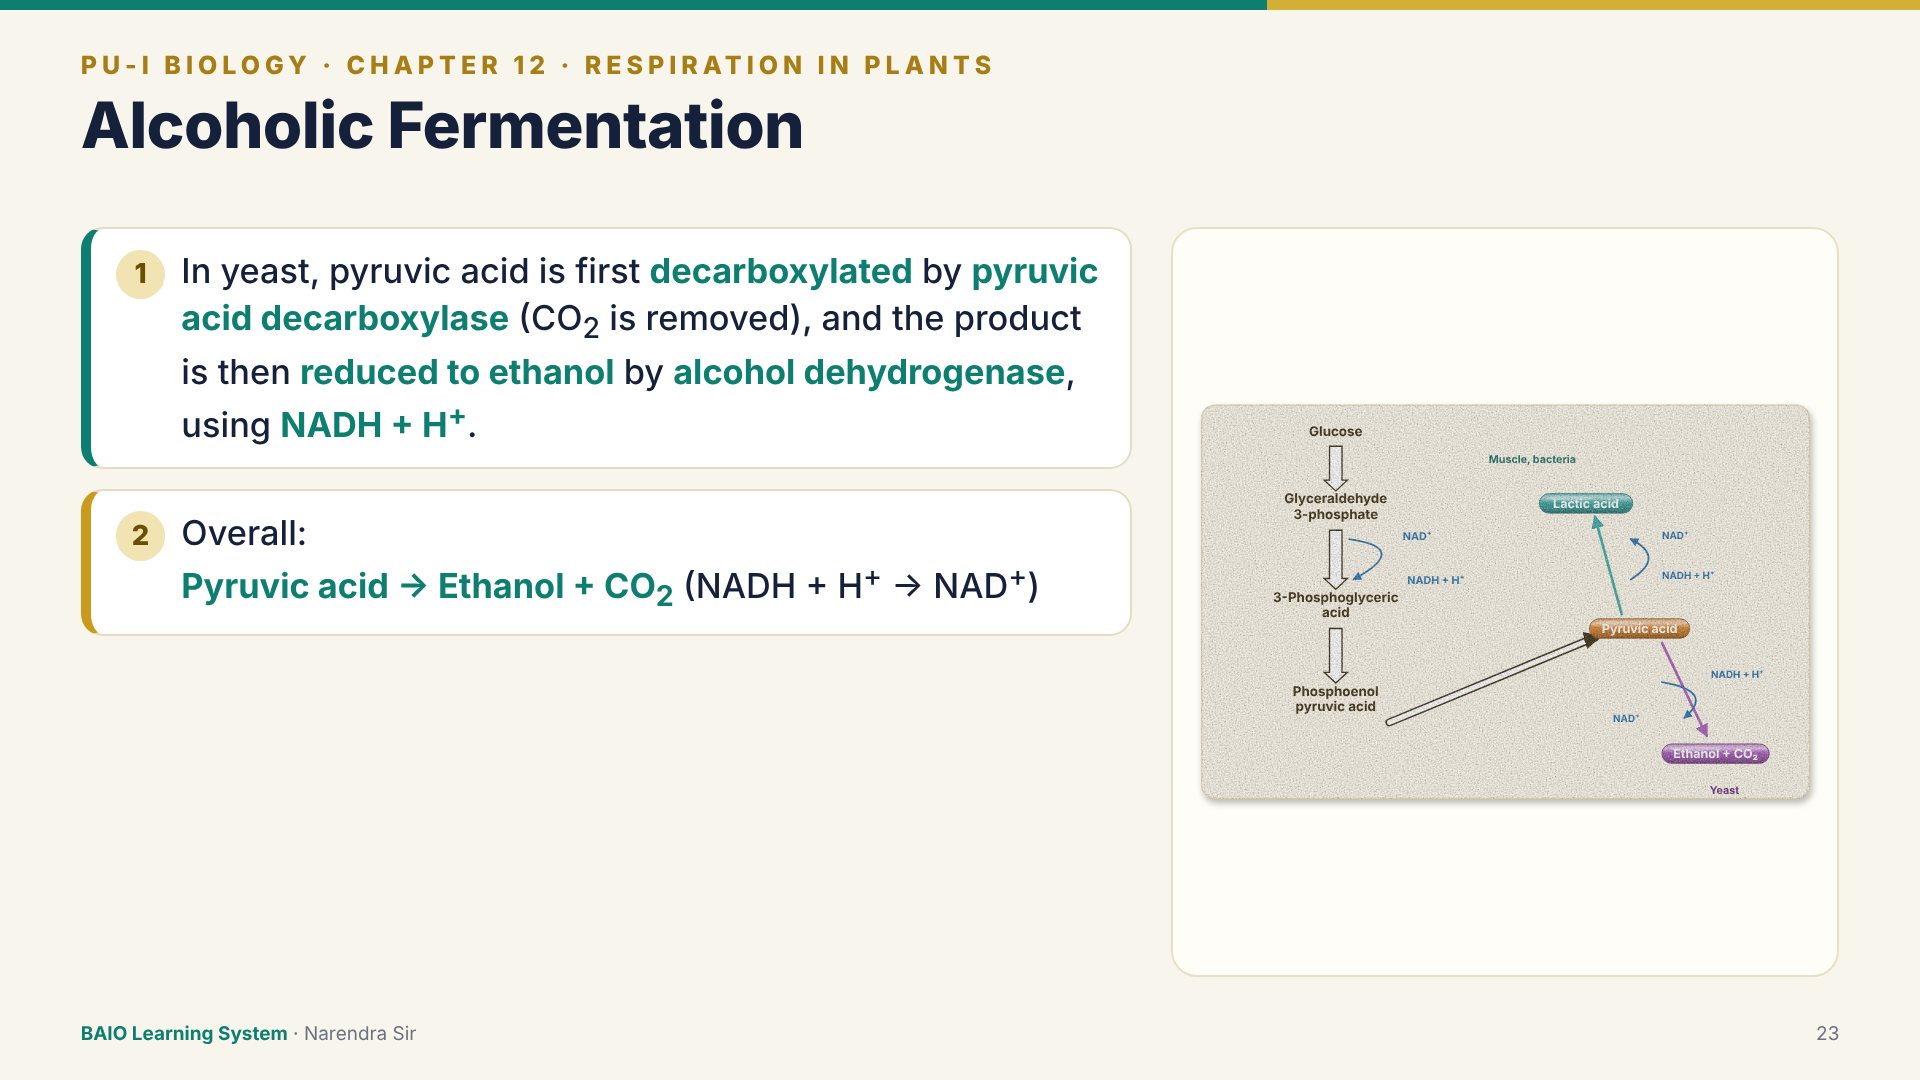 PU-I BIOLOGY · CHAPTER 12 · RESPIRATION IN PLANTS
Alcoholic Fermentation
1
In yeast, pyruvic acid is first decarboxylated by pyruvic
acid decarboxylase (CO₂ is removed), and the product
is then reduced to ethanol by alcohol dehydrogenase,
using NADH + H⁺.
2
Overall:
Pyruvic acid → Ethanol + CO₂ (NADH + H⁺ → NAD⁺)
Glucose
Glyceraldehyde
3-phosphate
NAD⁺
NADH + H⁺
3-Phosphoglyceric
acid
Phosphoenol
pyruvic acid
Muscle, bacteria
Lactic acid
NAD⁺
NADH + H⁺
Pyruvic acid
NADH + H⁺
NAD⁺
Ethanol + CO₂
Yeast
BAIO Learning System · Narendra Sir
23